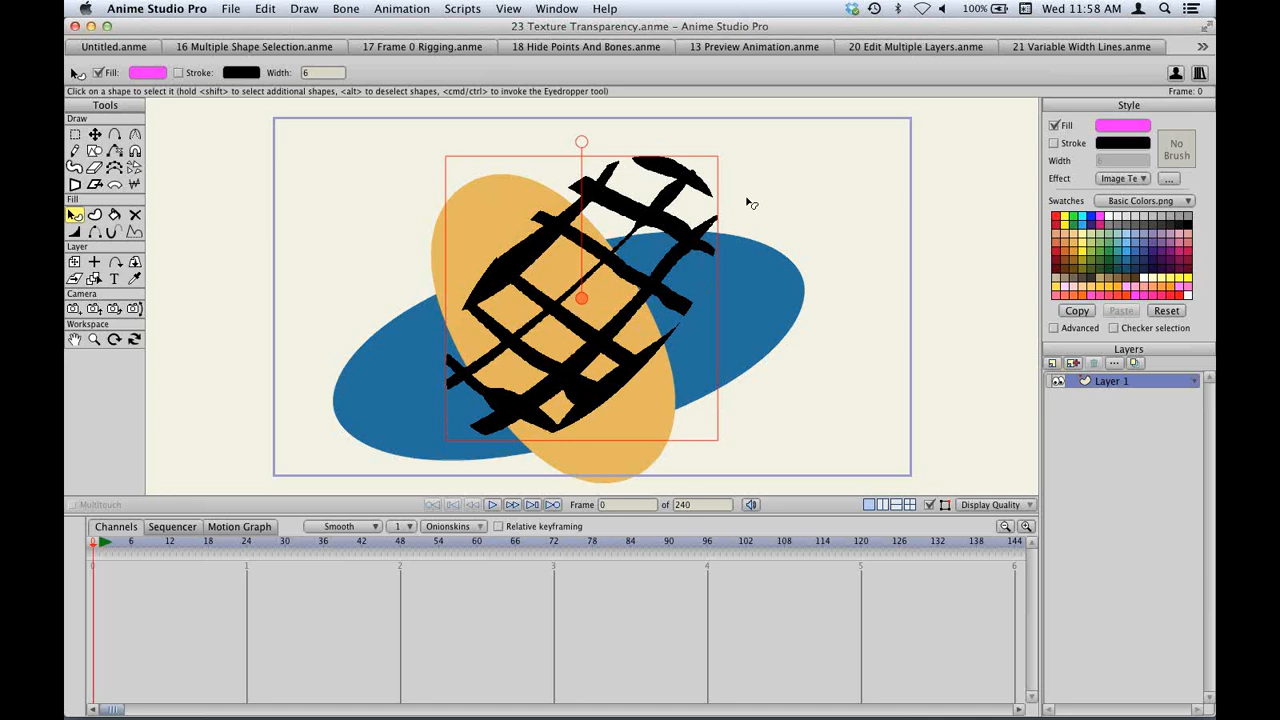 Anime Studio Pro File Edit Draw Bone Animation Scripts View Window Help 100% Wed 11:58 AM
23 Texture Transparency.anme – Anime Studio Pro
Untitled.anme 16 Multiple Shape Selection.anme 17 Frame 0 Rigging.anme 18 Hide Points And Bones.anme 13 Preview Animation.anme 20 Edit Multiple Layers.anme 21 Variable Width Lines.anme
Fill: Stroke: Width: 6
Click on a shape to select it (hold <shift> to select additional shapes, <alt> to deselect shapes, <cmd/ctrl> to invoke the Eyedropper tool) Frame: 0
Tools
Draw
Fill
Layer
Camera
Workspace
Style
Fill
Stroke
Width 6
No Brush
Effect Image Te ...
Swatches Basic Colors.png
Copy Paste Reset
Advanced Checker selection
Layers
Layer 1
Multitouch Frame 0 of 240 Display Quality
Channels Sequencer Motion Graph Smooth 1 Onionskins Relative keyframing
0 6 12 18 24 30 36 42 48 54 60 66 72 78 84 90 96 102 108 114 120 126 132 138 144
0 1 2 3 4 5 6